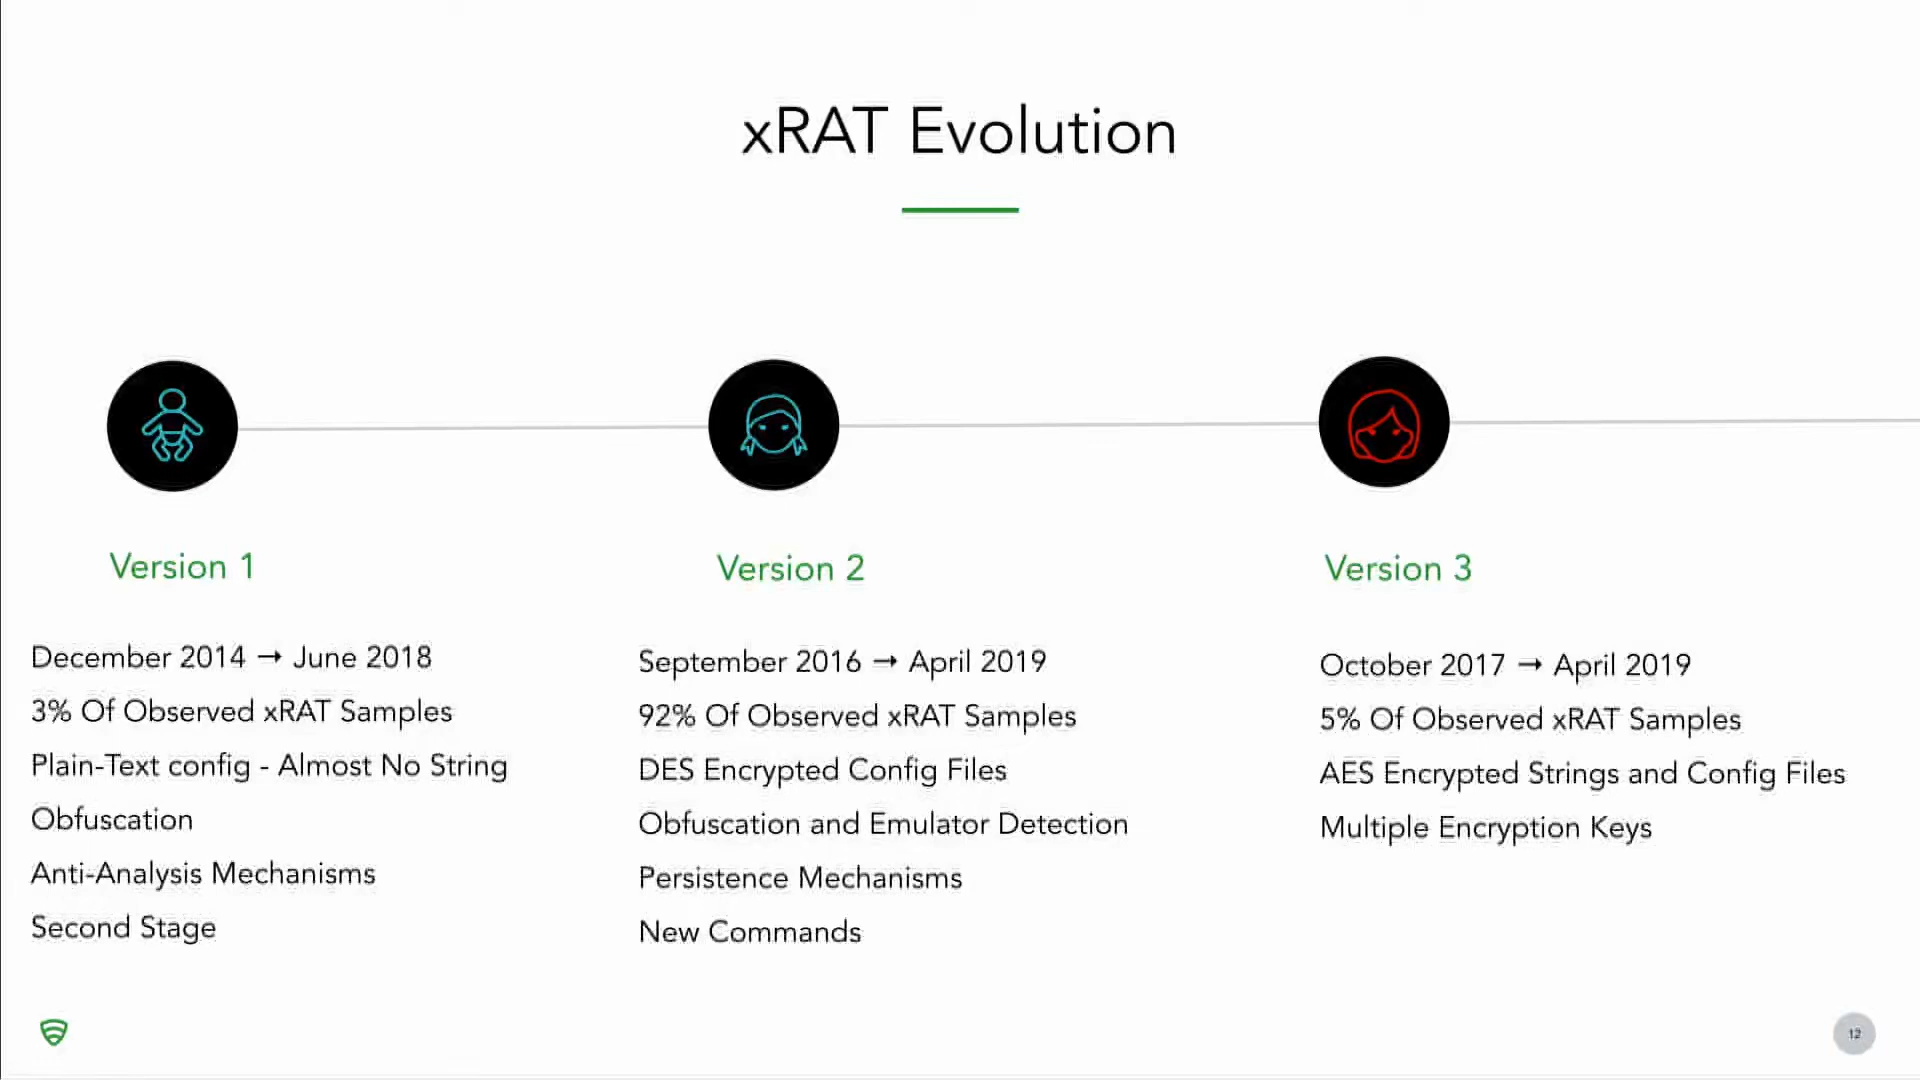 xRAT Evolution
Version 1
December 2014 → June 2018
3% Of Observed xRAT Samples
Plain-Text config - Almost No String
Obfuscation
Anti-Analysis Mechanisms
Second Stage
Version 2
September 2016 → April 2019
92% Of Observed xRAT Samples
DES Encrypted Config Files
Obfuscation and Emulator Detection
Persistence Mechanisms
New Commands
Version 3
October 2017 → April 2019
5% Of Observed xRAT Samples
AES Encrypted Strings and Config Files
Multiple Encryption Keys
12